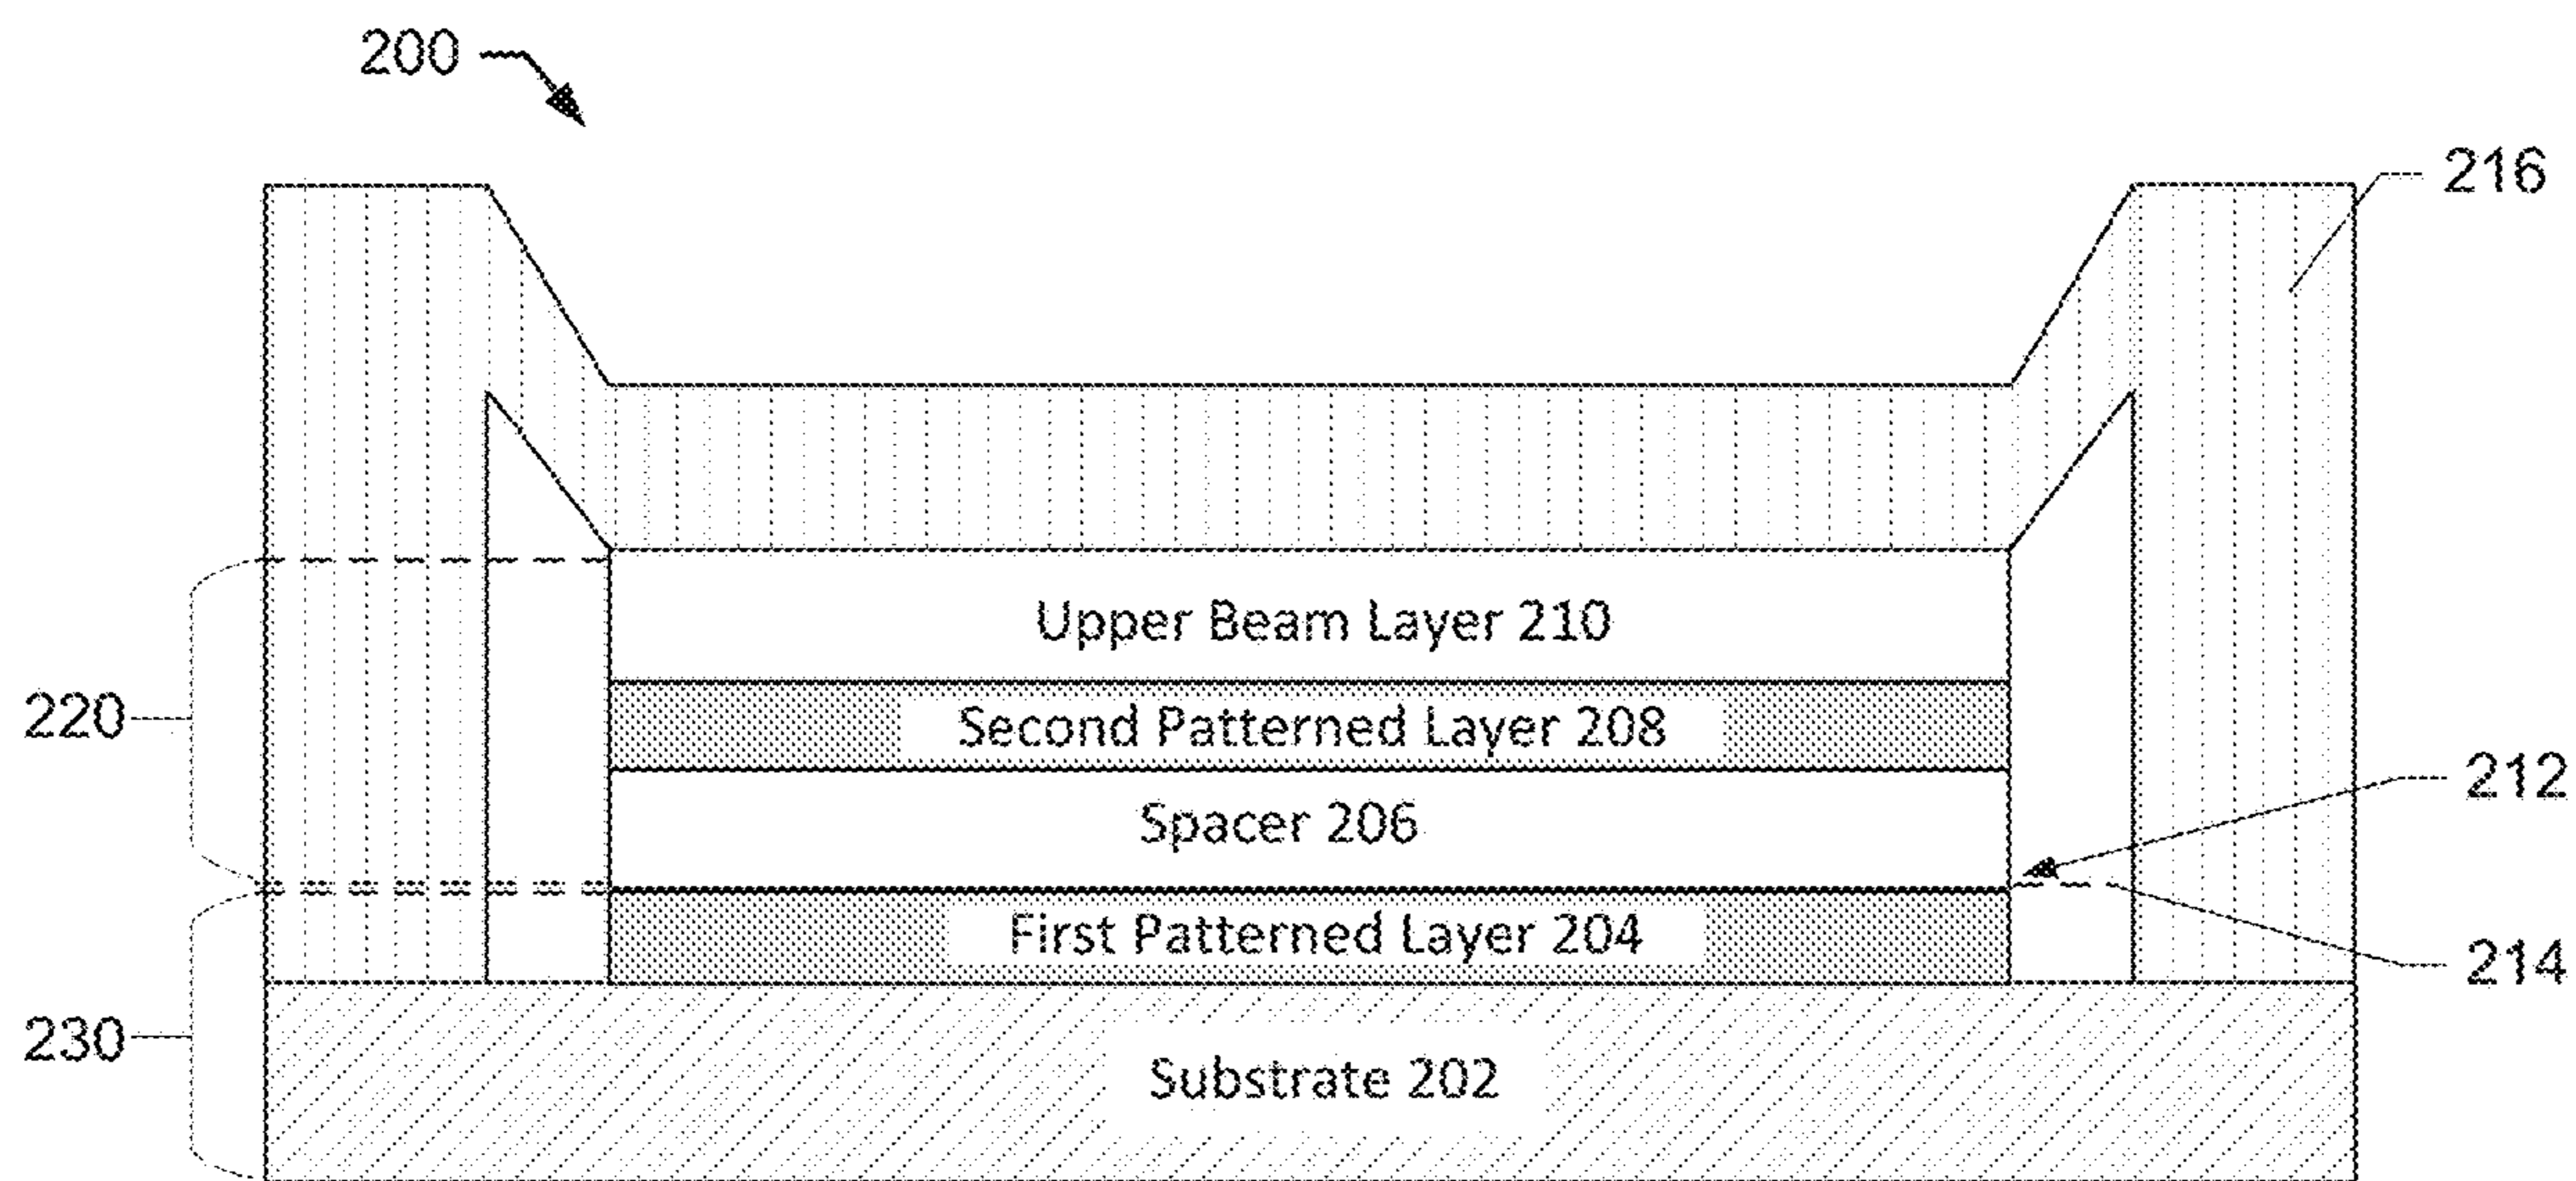 200
216
Upper Beam Layer 210
220
Second Patterned Layer 208
212
Spacer 206
First Patterned Layer 204
214
230
Substrate 202